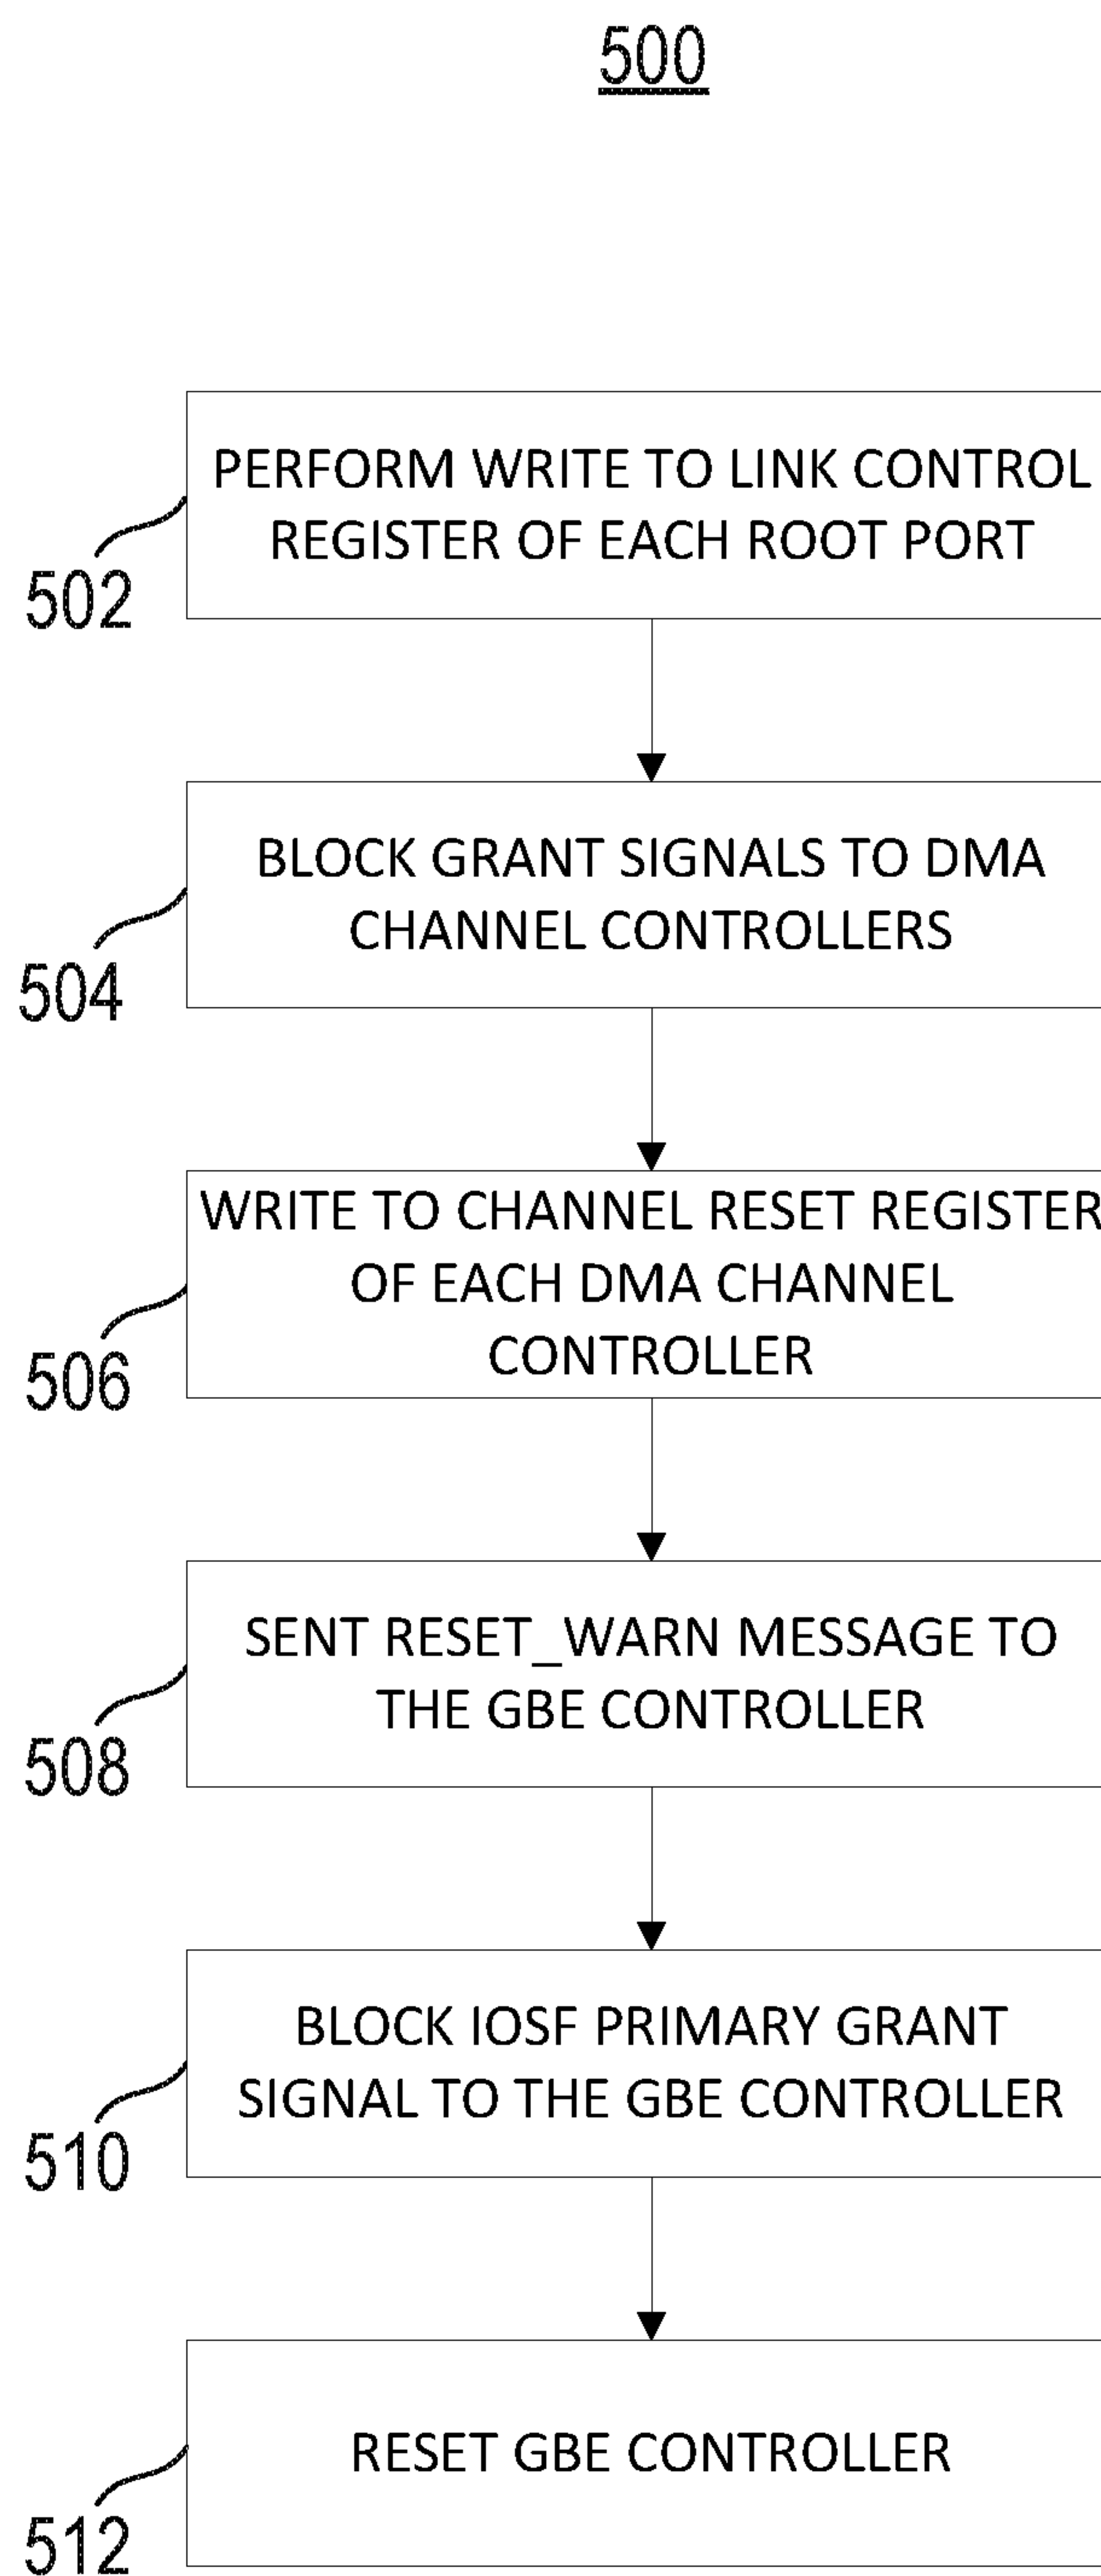 500
PERFORM WRITE TO LINK CONTROL
REGISTER OF EACH ROOT PORT
502
BLOCK GRANT SIGNALS TO DMA
CHANNEL CONTROLLERS
504
WRITE TO CHANNEL RESET REGISTER
OF EACH DMA CHANNEL
CONTROLLER
506
SENT RESET_WARN MESSAGE TO
THE GBE CONTROLLER
508
BLOCK IOSF PRIMARY GRANT
SIGNAL TO THE GBE CONTROLLER
510
RESET GBE CONTROLLER
512